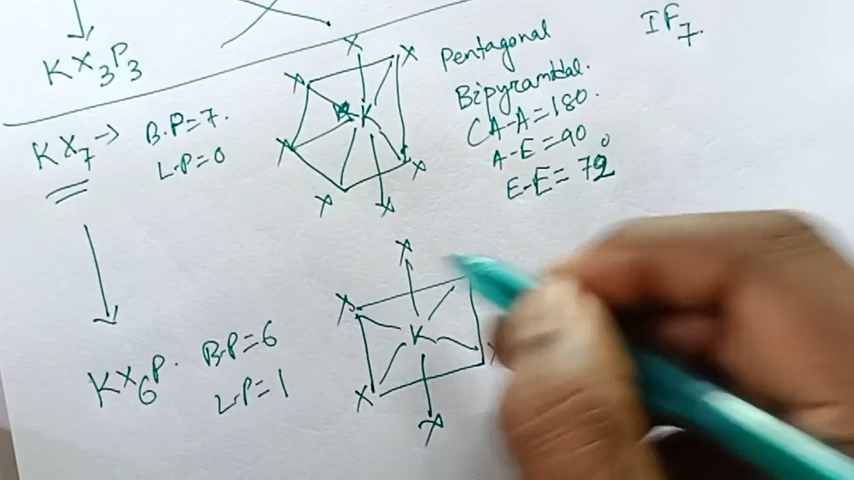 KX₃P₃
IF₇.
KX₇ → B.P=7.
L-P=0
X X
X
K
X X
X X
Pentagonal
Bipyramidal.
A-A=180.
A-E=90
E-E=72°
KX₆P. B.P=6
L-P=1
X
X
K
X
X
X